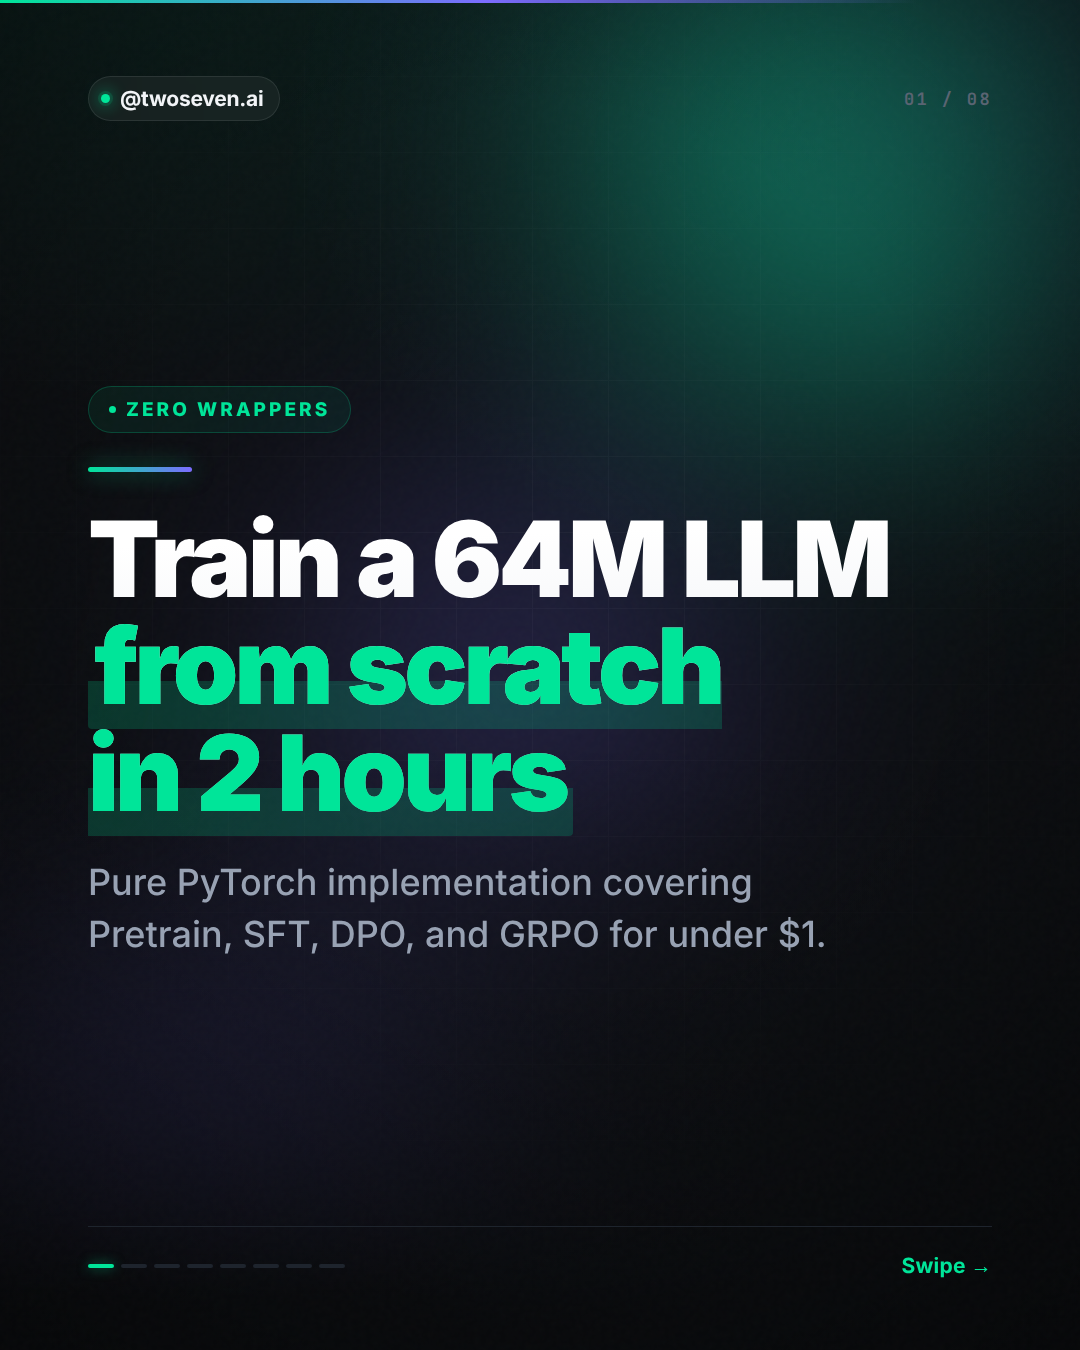 @twoseven.ai
01 / 08
ZERO WRAPPERS
Train a 64M LLM
from scratch
in 2 hours
Pure PyTorch implementation covering
Pretrain, SFT, DPO, and GRPO for under $1.
Swipe →